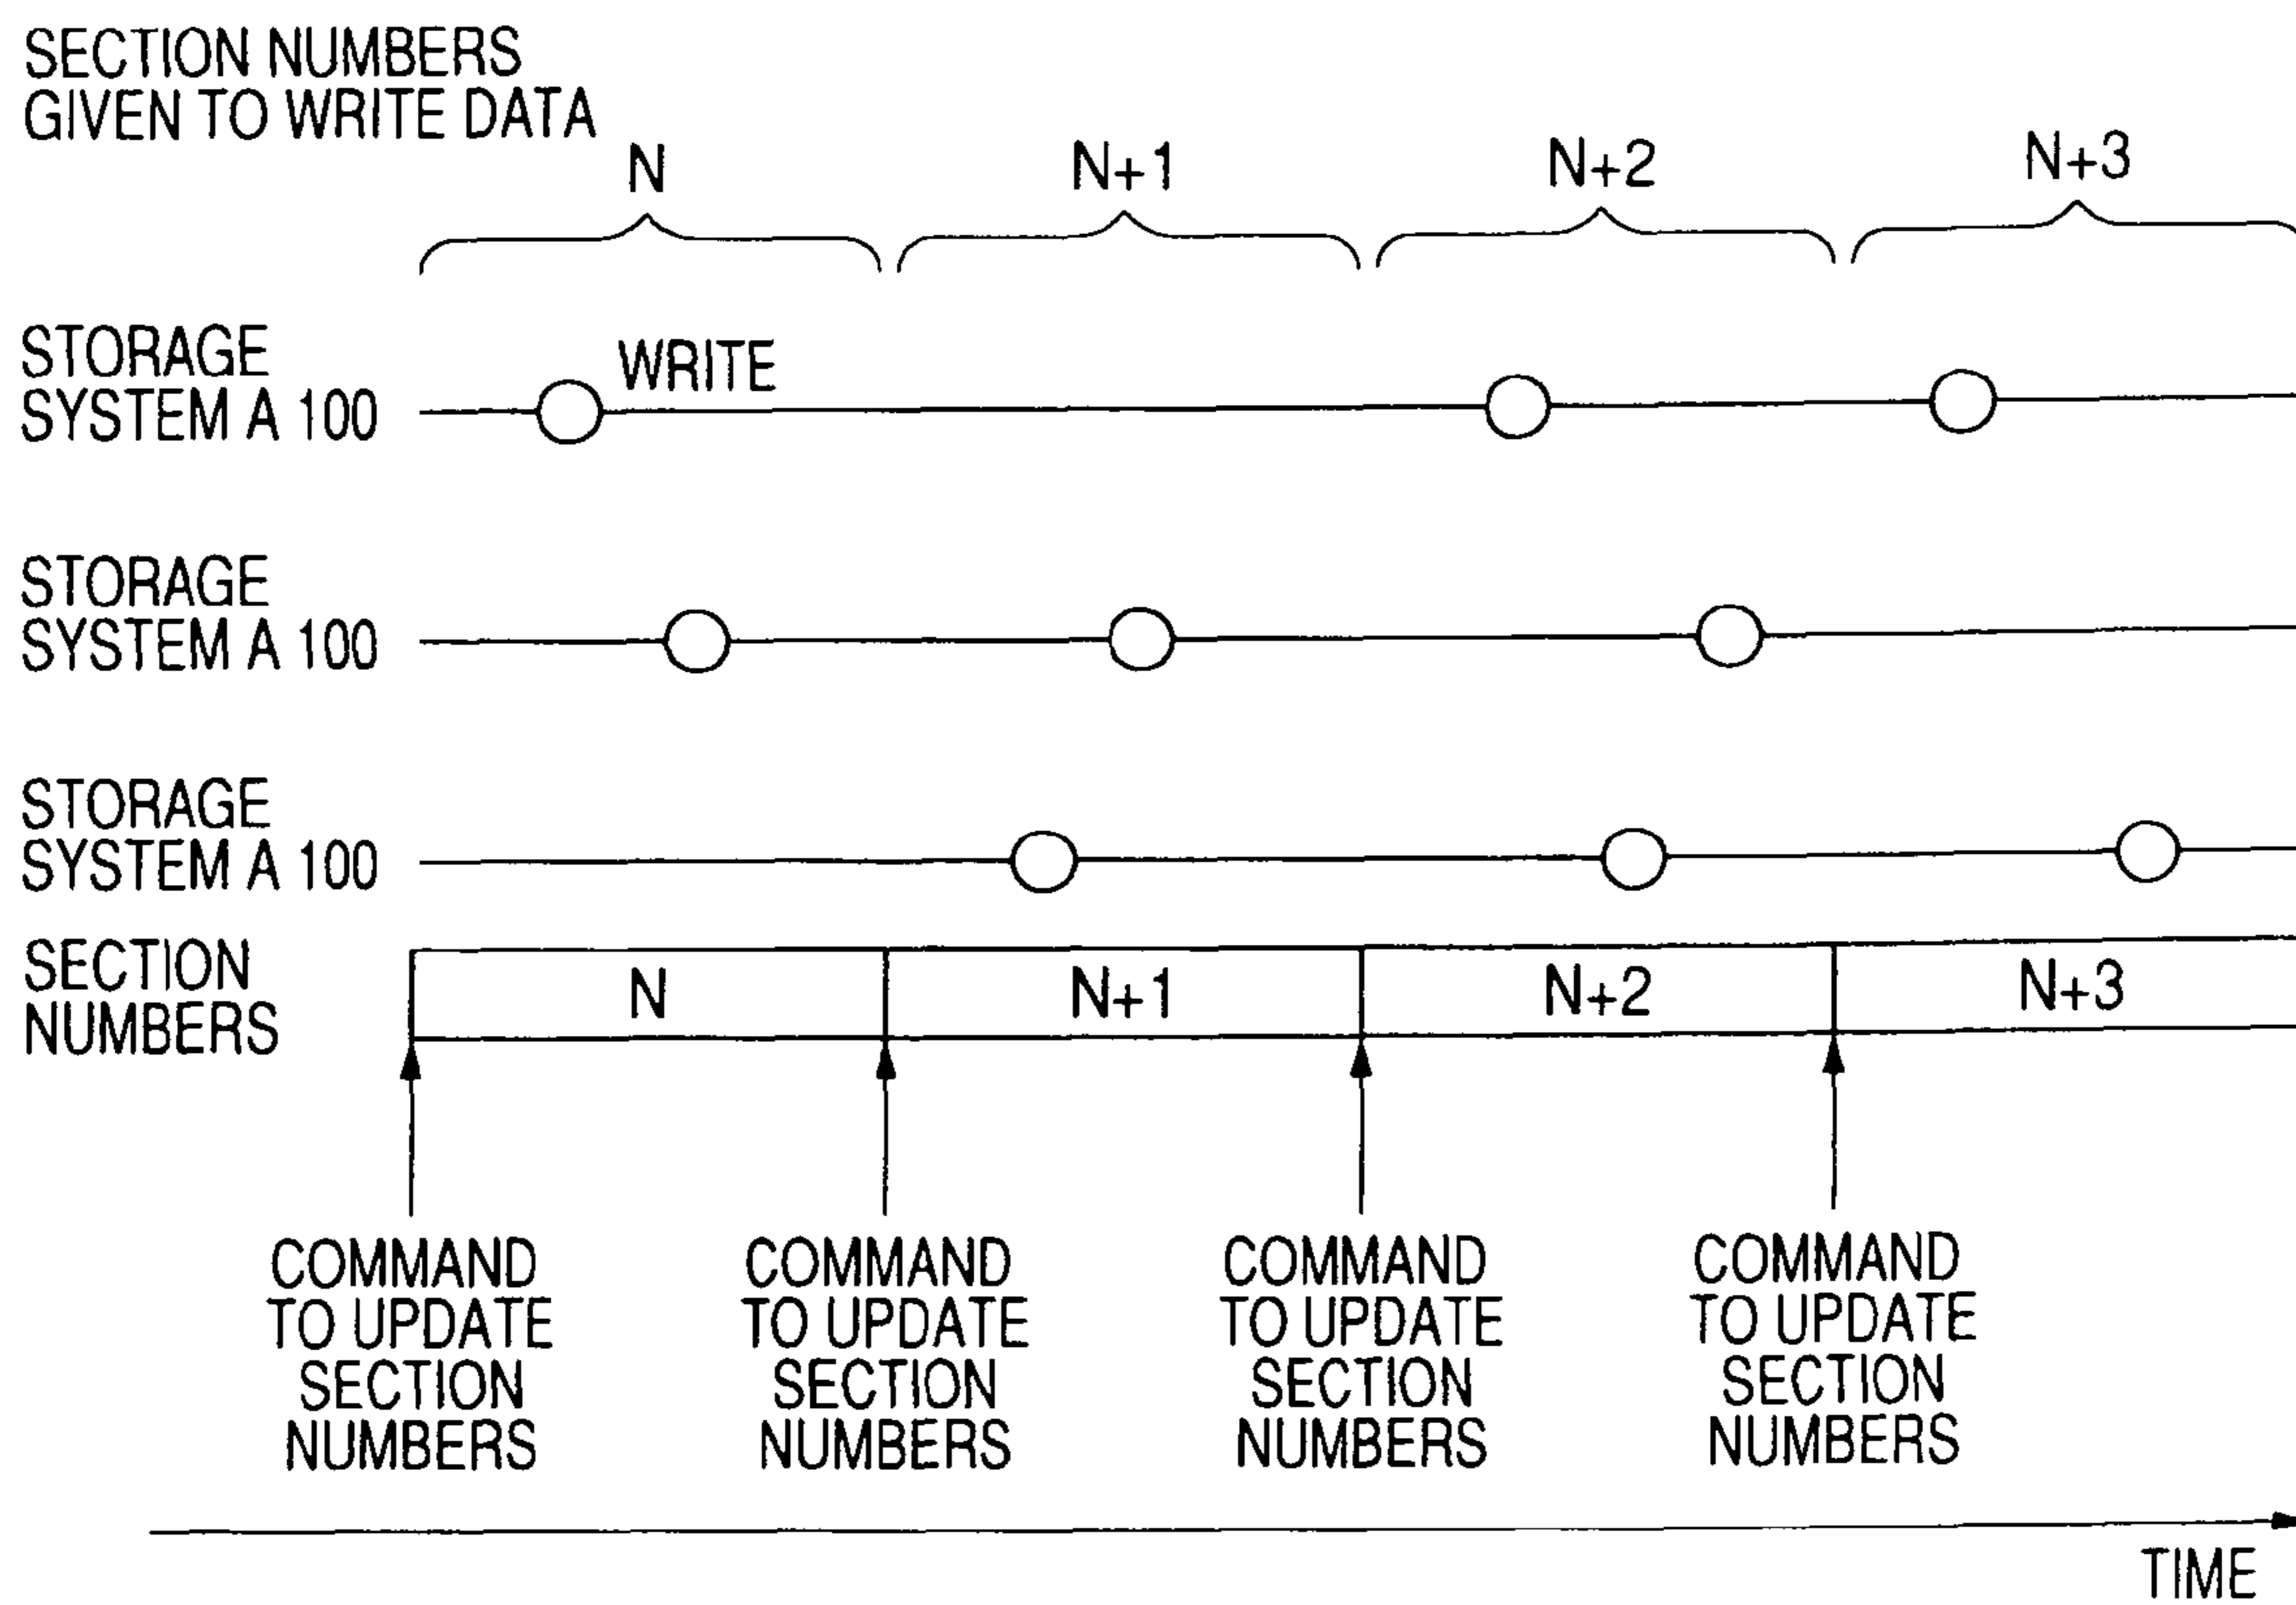 SECTION NUMBERS
GIVEN TO WRITE DATA
N
N+1
N+2
N+3
STORAGE
SYSTEM A 100
WRITE
STORAGE
SYSTEM A 100
STORAGE
SYSTEM A 100
SECTION
NUMBERS
N
N+1
N+2
N+3
COMMAND
TO UPDATE
SECTION
NUMBERS
COMMAND
TO UPDATE
SECTION
NUMBERS
COMMAND
TO UPDATE
SECTION
NUMBERS
COMMAND
TO UPDATE
SECTION
NUMBERS
TIME